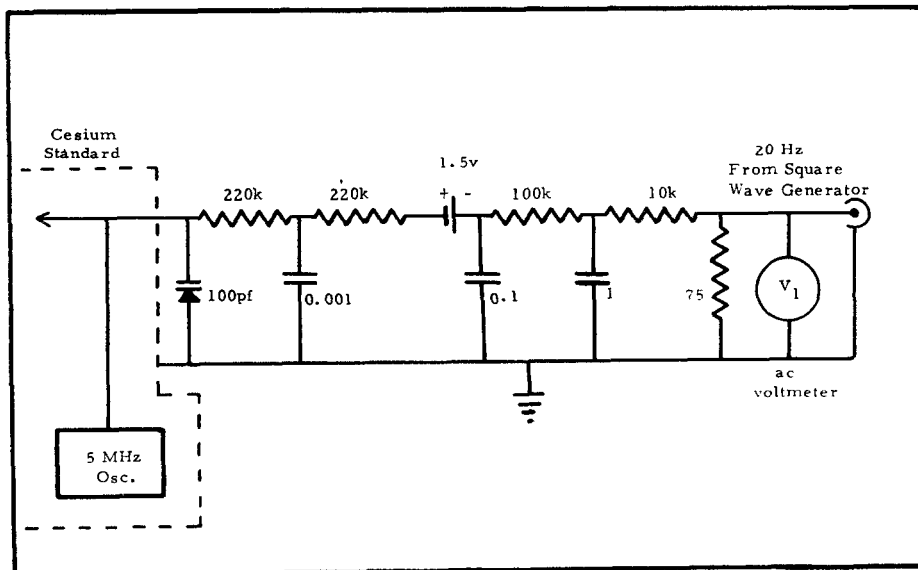 Cesium
Standard
1.5v
+ -
20 Hz
From Square
Wave Generator
220k
220k
100k
10k
100pf
0.001
0.1
1
75
V1
ac
voltmeter
5 MHz
Osc.